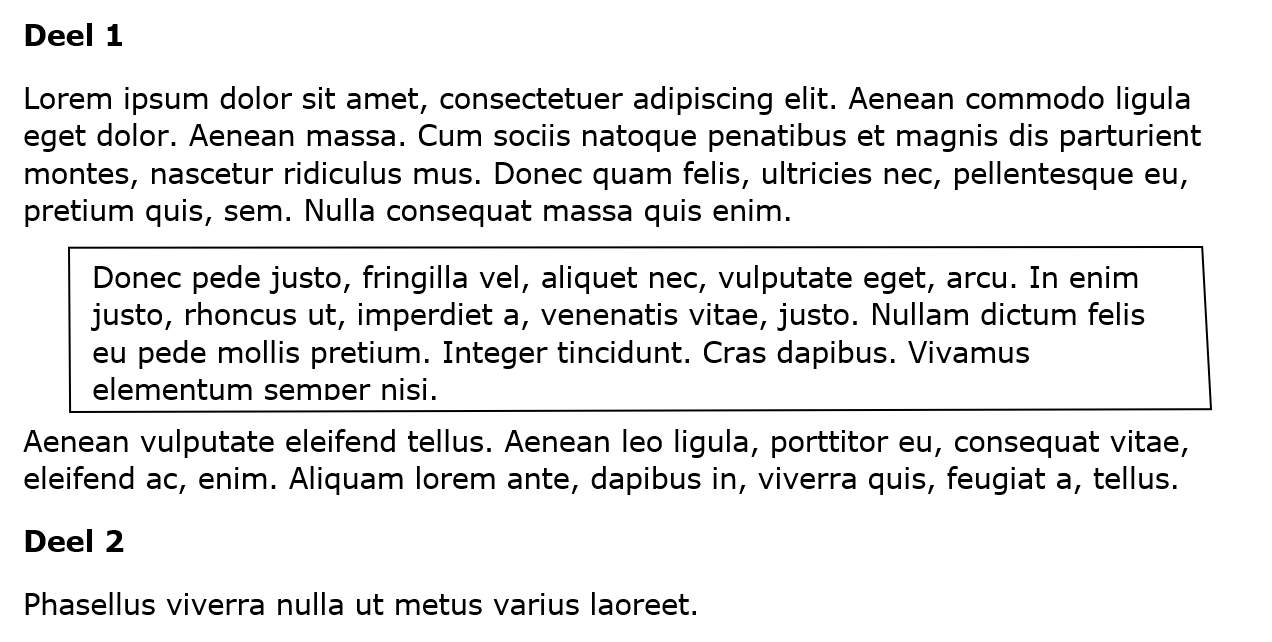 Deel 1
Lorem ipsum dolor sit amet, consectetuer adipiscing elit. Aenean commodo ligula
eget dolor. Aenean massa. Cum sociis natoque penatibus et magnis dis parturient
montes, nascetur ridiculus mus. Donec quam felis, ultricies nec, pellentesque eu,
pretium quis, sem. Nulla consequat massa quis enim.
Donec pede justo, fringilla vel, aliquet nec, vulputate eget, arcu. In enim
justo, rhoncus ut, imperdiet a, venenatis vitae, justo. Nullam dictum felis
eu pede mollis pretium. Integer tincidunt. Cras dapibus. Vivamus
elementum semper nisi.
Aenean vulputate eleifend tellus. Aenean leo ligula, porttitor eu, consequat vitae,
eleifend ac, enim. Aliquam lorem ante, dapibus in, viverra quis, feugiat a, tellus.
Deel 2
Phasellus viverra nulla ut metus varius laoreet.